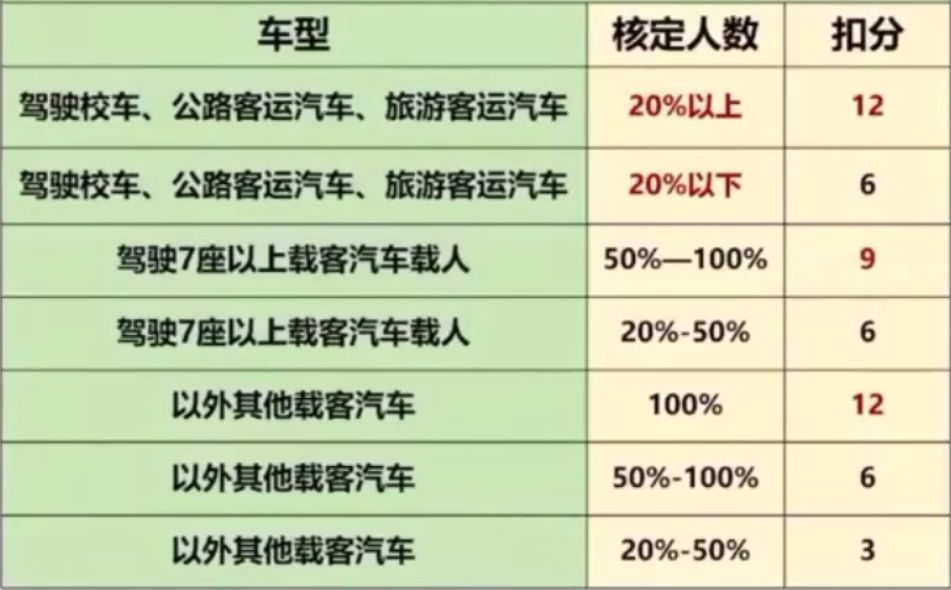 车型 核定人数 扣分
驾驶校车、公路客运汽车、旅游客运汽车 20%以上 12
驾驶校车、公路客运汽车、旅游客运汽车 20%以下 6
驾驶7座以上载客汽车载人 50%—100% 9
驾驶7座以上载客汽车载人 20%-50% 6
以外其他载客汽车 100% 12
以外其他载客汽车 50%-100% 6
以外其他载客汽车 20%-50% 3